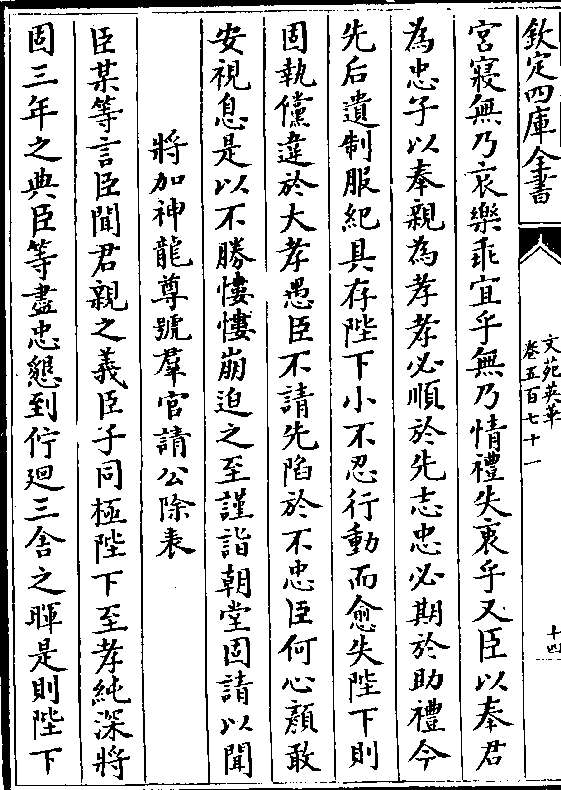 欽定四庫全書
文苑英華
卷五百七十一
十四
宮寢無乃哀樂乖宜乎無乃情禮失衷乎又臣以奉君
為忠子以奉親為孝孝必順於先志忠必期於助禮今
先后遺制服紀具存陛下小不忍行動而愈失陛下則
固執儻違於大孝愚臣不請先陷於不忠臣何心顏敢
安視息是以不勝悽悽崩迫之至謹詣朝堂固請以聞
將加神龍尊號羣官請公除表
臣某等言臣聞君親之義臣子同極陛下至孝純深將
固三年之典臣等盡忠懇到佇迴三舍之暉是則陛下